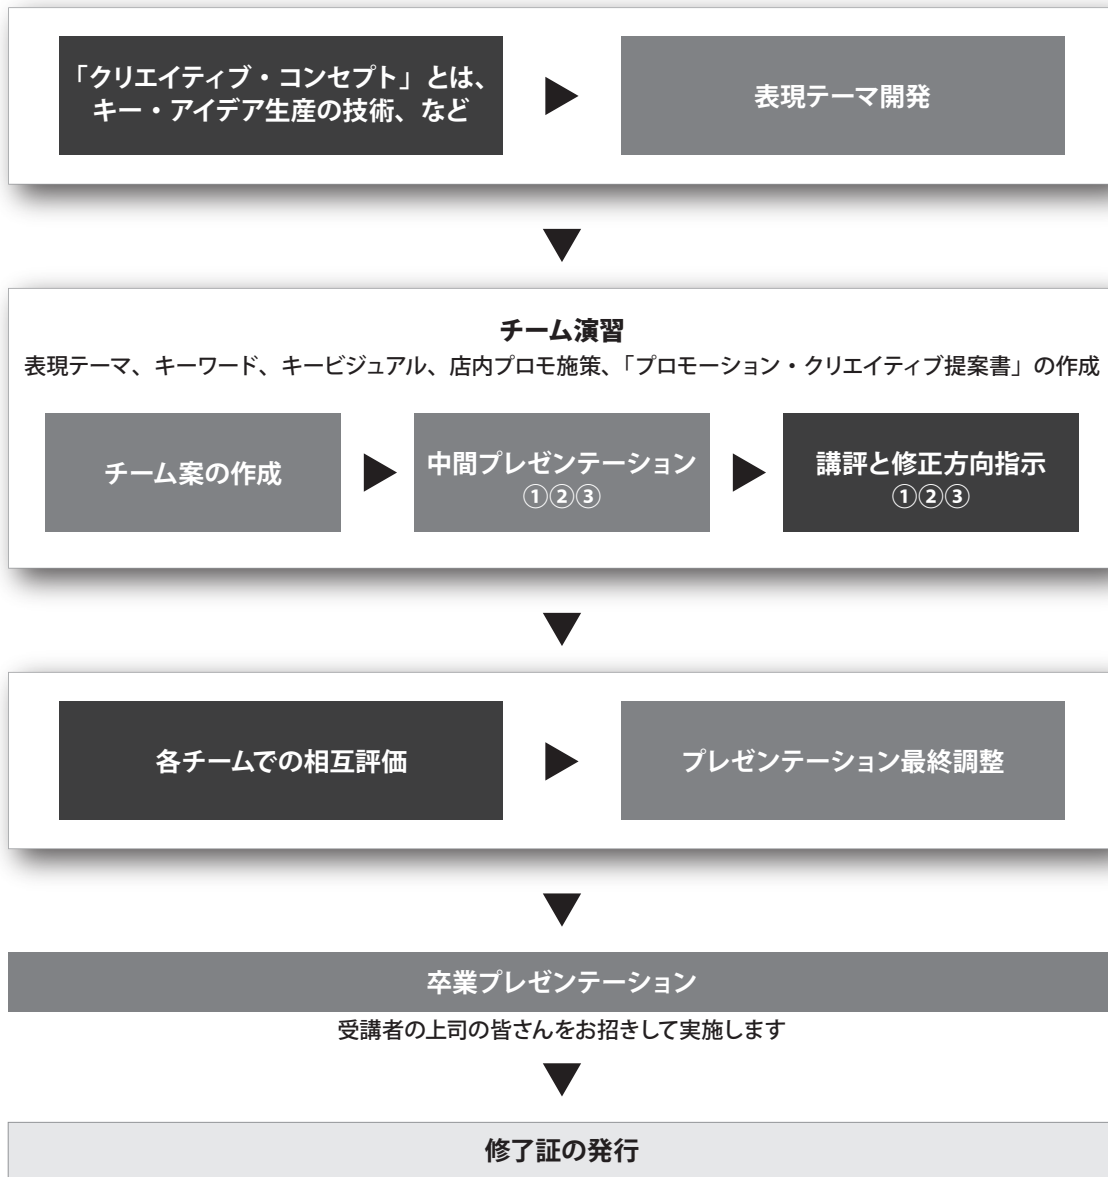 「クリエイティブ・コンセプト」とは、
キー・アイデア生産の技術、など
表現テーマ開発
チーム演習
表現テーマ、キーワード、キービジュアル、店内プロモ施策、「プロモーション・クリエイティブ提案書」の作成
チーム案の作成
中間プレゼンテーション
①②③
講評と修正方向指示
①②③
各チームでの相互評価
プレゼンテーション最終調整
卒業プレゼンテーション
受講者の上司の皆さんをお招きして実施します
修了証の発行